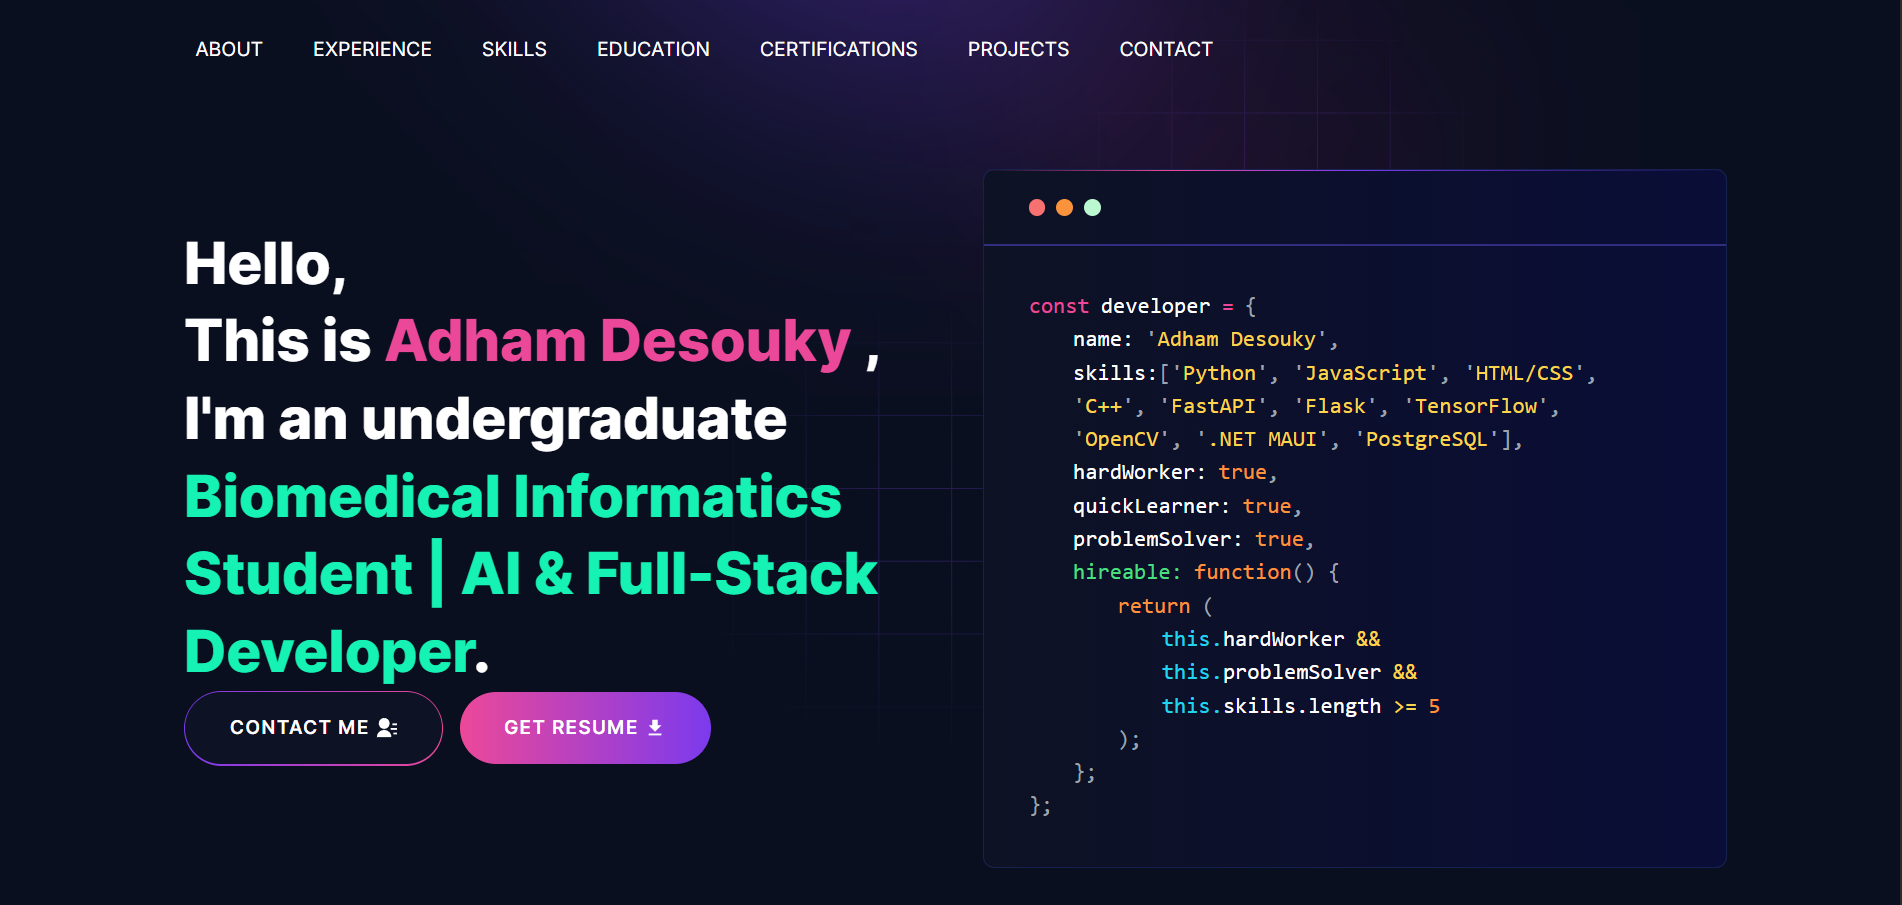 ABOUT EXPERIENCE SKILLS EDUCATION CERTIFICATIONS PROJECTS CONTACT
Hello,
This is Adham Desouky ,
I'm an undergraduate
Biomedical Informatics
Student | AI & Full-Stack
Developer.
CONTACT ME
GET RESUME
const developer = {
name: 'Adham Desouky',
skills:['Python', 'JavaScript', 'HTML/CSS',
'C++', 'FastAPI', 'Flask', 'TensorFlow',
'OpenCV', '.NET MAUI', 'PostgreSQL'],
hardWorker: true,
quickLearner: true,
problemSolver: true,
hireable: function() {
return (
this.hardWorker &&
this.problemSolver &&
this.skills.length >= 5
);
};
};